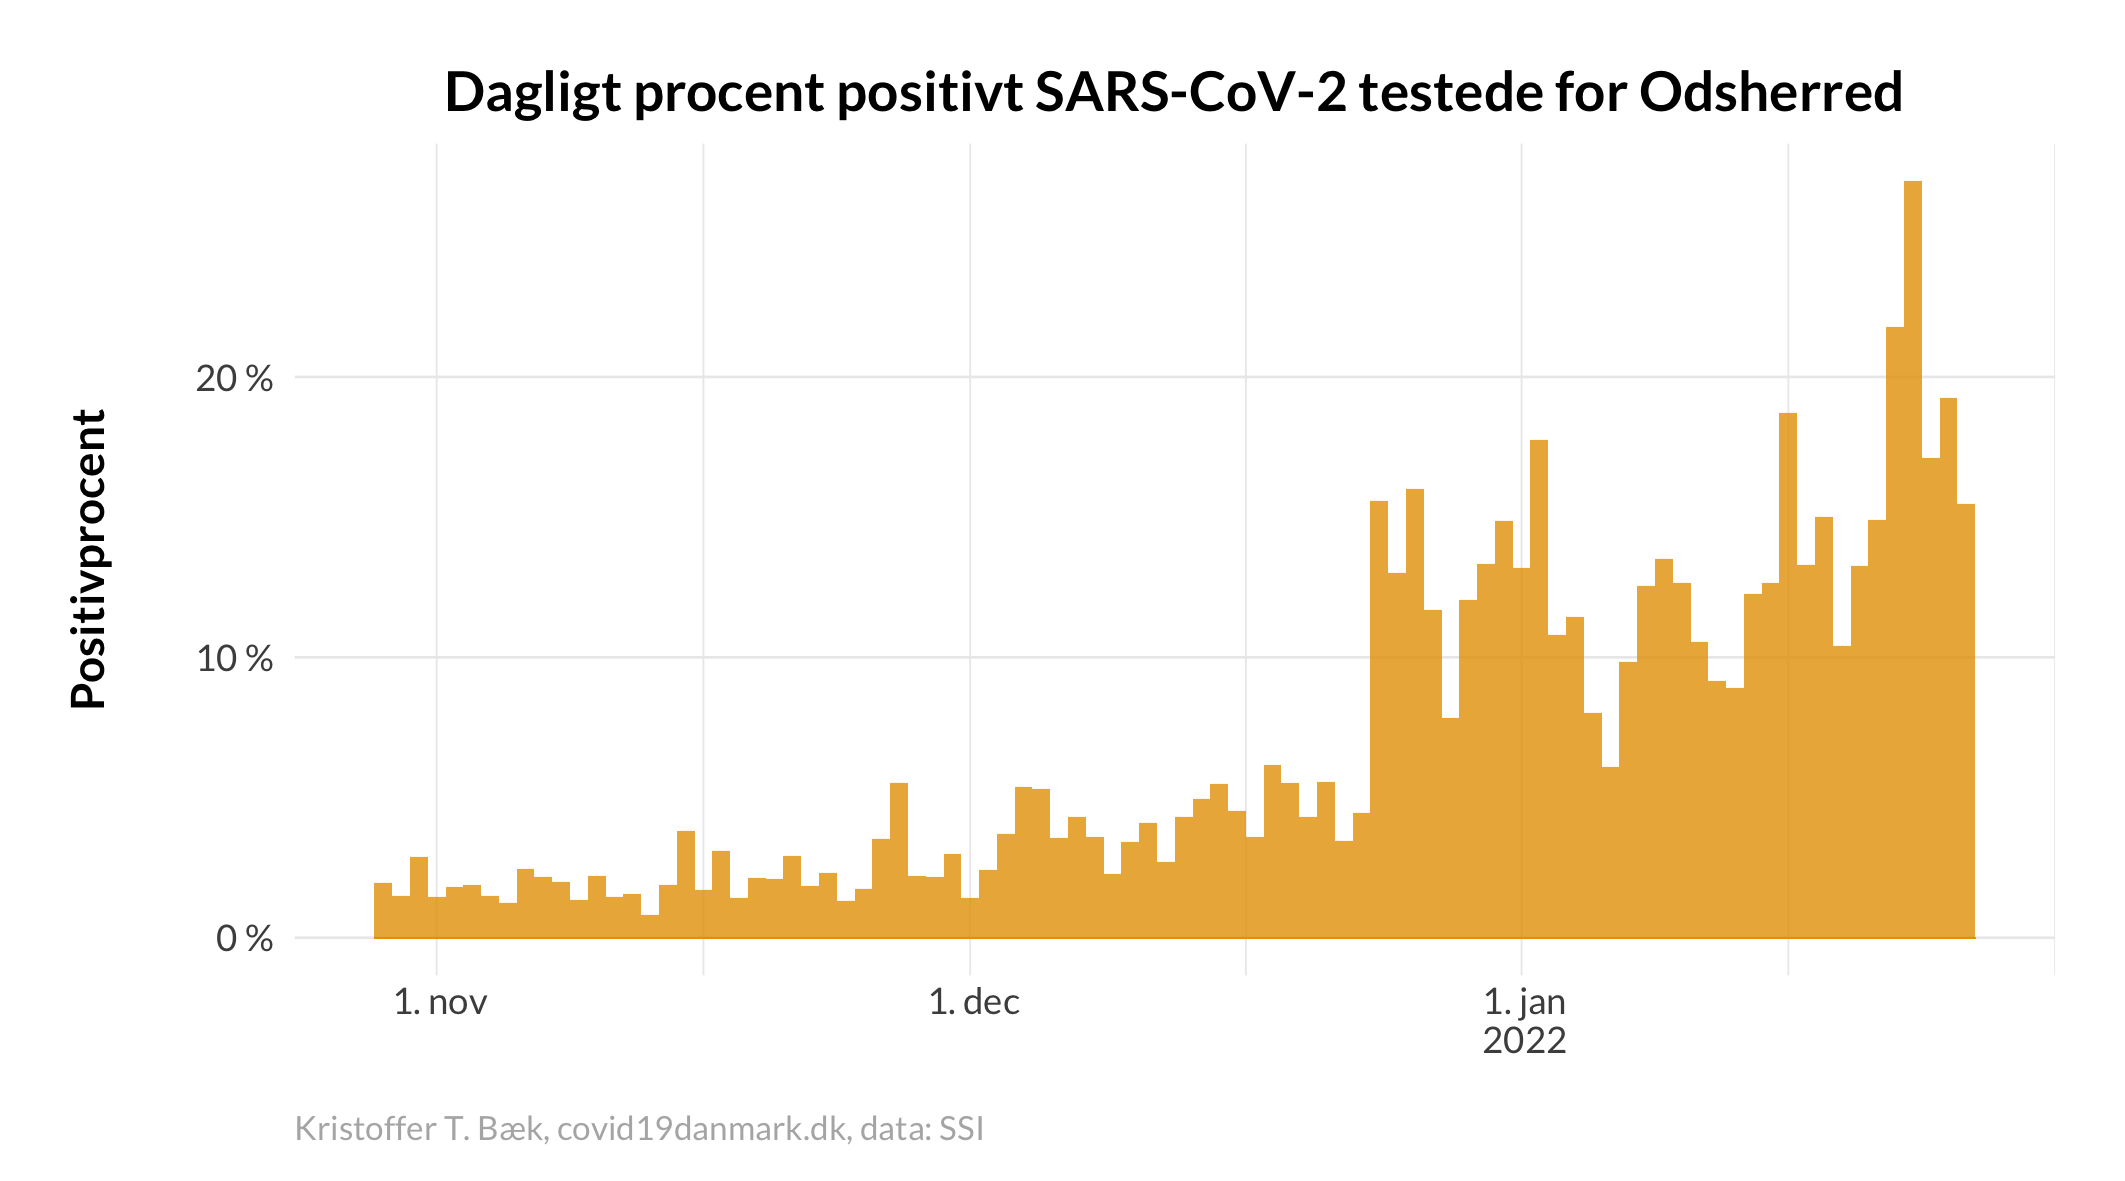 Dagligt procent positivt SARS-CoV-2 testede for Odsherred
Positivprocent
20 %
10 %
0 %
1. nov
1. dec
1. jan
2022
Kristoffer T. Bæk, covid19danmark.dk, data: SSI